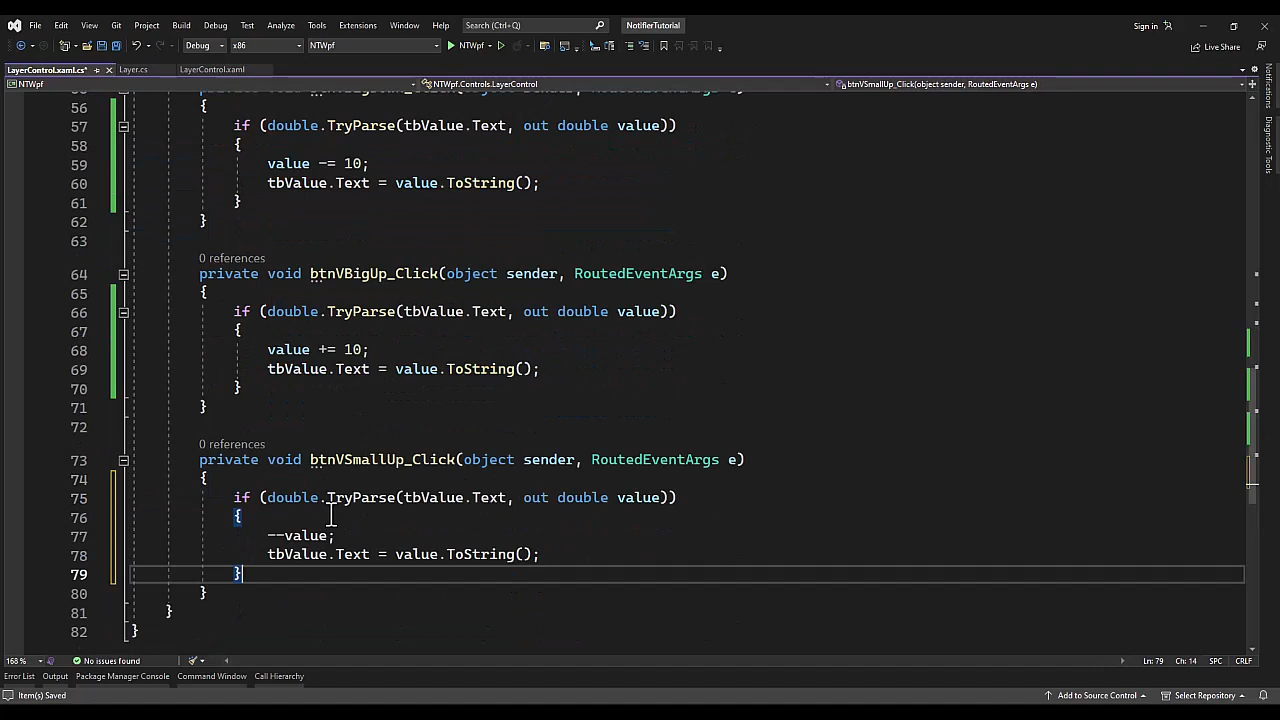 File Edit View Git Project Build Debug Test Analyze Tools Extensions Window Help Search (Ctrl+Q) NotifierTutorial Sign in
Debug x86 NTWpf NTWpf Live Share
LayerControl.xaml.cs* Layer.cs LayerControl.xaml
NTWpf NTWpf.Controls.LayerControl btnVSmallUp_Click(object sender, RoutedEventArgs e)
Notifications
Diagnostic Tools
56 {
57 if (double.TryParse(tbValue.Text, out double value))
58 {
59 value -= 10;
60 tbValue.Text = value.ToString();
61 }
62 }
63
0 references
64 private void btnVBigUp_Click(object sender, RoutedEventArgs e)
65 {
66 if (double.TryParse(tbValue.Text, out double value))
67 {
68 value += 10;
69 tbValue.Text = value.ToString();
70 }
71 }
72
0 references
73 private void btnVSmallUp_Click(object sender, RoutedEventArgs e)
74 {
75 if (double.TryParse(tbValue.Text, out double value))
76 {
77 --value;
78 tbValue.Text = value.ToString();
79 }
80 }
81 }
82 }
168 % No issues found Ln: 79 Ch: 14 SPC CRLF
Error List Output Package Manager Console Command Window Call Hierarchy
Item(s) Saved Add to Source Control Select Repository